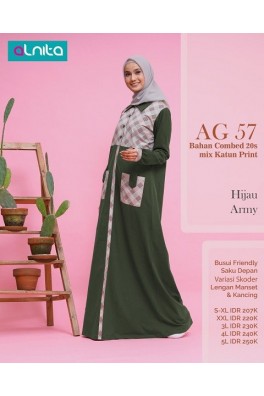 alnita
AG 57
Bahan Combed 20s
mix Katun Print
Hijau
Army
Busui Friendly
Saku Depan
Variasi Skoder
Lengan Manset
& Kancing
S-XL IDR 207K
XXL IDR 220K
3L IDR 230K
4L IDR 240K
5L IDR 250K